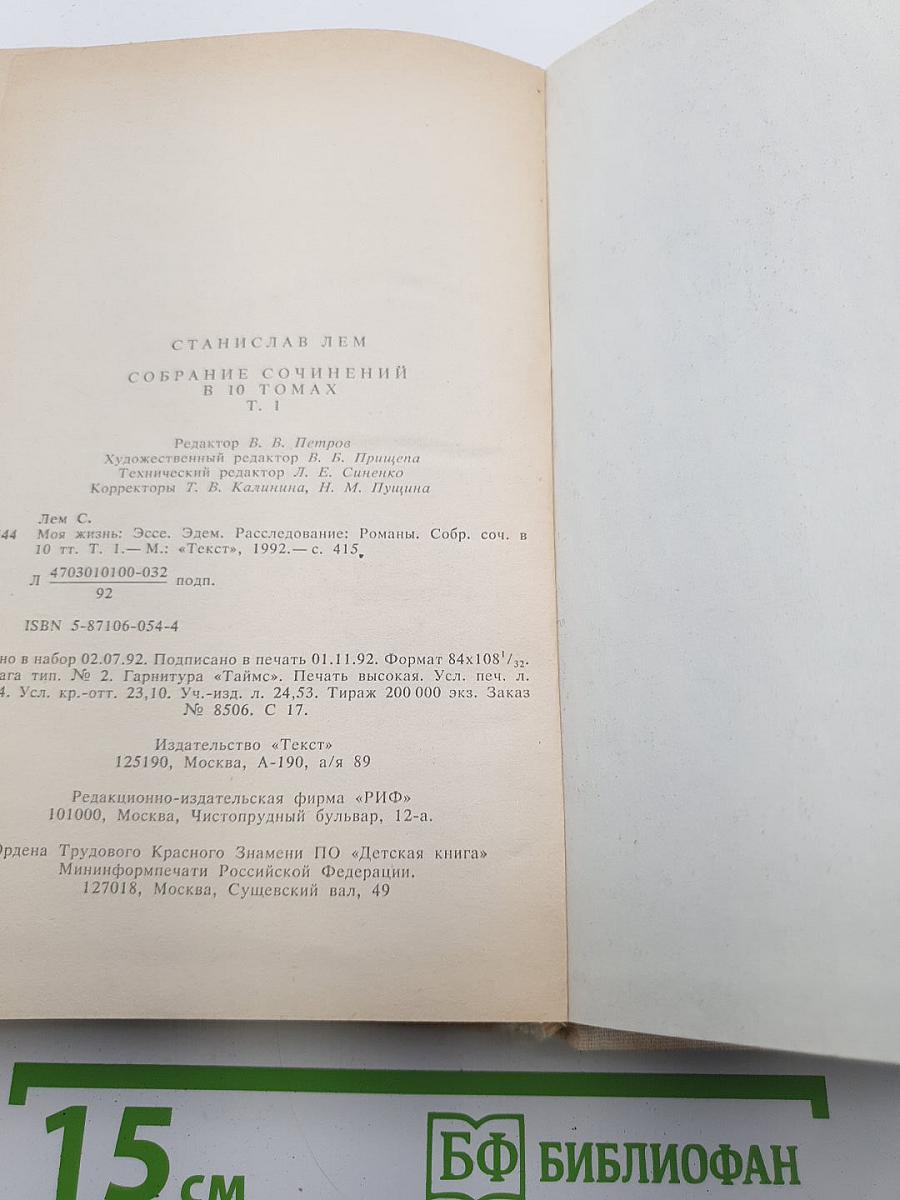 СТАНИСЛАВ ЛЕМ
СОБРАНИЕ СОЧИНЕНИЙ
В 10 ТОМАХ
Т. 1
Редактор В. В. Петров
Художественный редактор В. Б. Прищепа
Технический редактор Л. Е. Синенко
Корректоры Т. В. Калинина, Н. М. Пущина
Лем С.
44 Моя жизнь: Эссе. Эдем. Расследование: Романы. Собр. соч. в
10 тт. Т. 1.— М.: «Текст», 1992.— с. 415.
Л 4703010100-032 подп.
92
ISBN 5-87106-054-4
но в набор 02.07.92. Подписано в печать 01.11.92. Формат 84х108¹/₃₂.
ага тип. № 2. Гарнитура «Таймс». Печать высокая. Усл. печ. л.
4. Усл. кр.-отт. 23,10. Уч.-изд. л. 24,53. Тираж 200 000 экз. Заказ
№ 8506. С 17.
Издательство «Текст»
125190, Москва, А-190, а/я 89
Редакционно-издательская фирма «РИФ»
101000, Москва, Чистопрудный бульвар, 12-а.
Ордена Трудового Красного Знамени ПО «Детская книга»
Мининформпечати Российской Федерации.
127018, Москва, Сущевский вал, 49
15 см
БФ БИБЛИОФАН